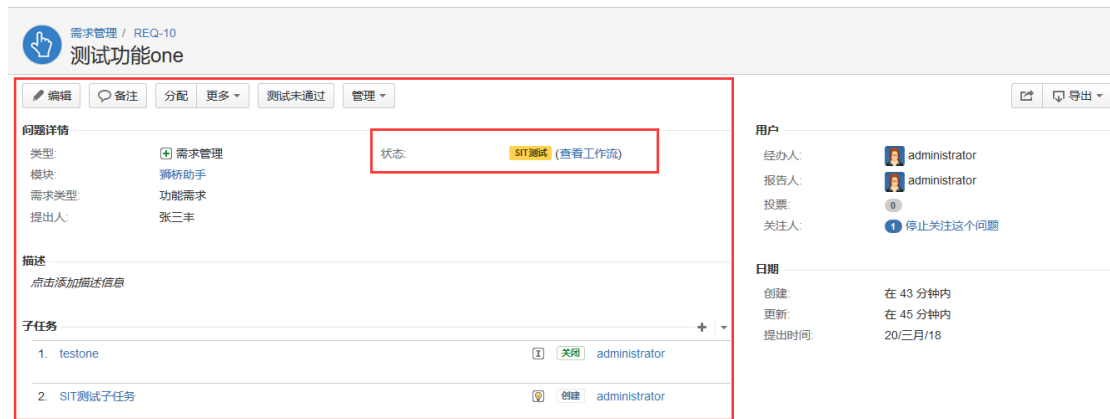 需求管理 / REQ-10
测试功能one
编辑 备注 分配 更多 测试未通过 管理 导出
问题详情
类型: 需求管理
状态: SIT测试 (查看工作流)
模块: 狮桥助手
需求类型: 功能需求
提出人: 张三丰
描述
点击添加描述信息
子任务
1. testone 关闭 administrator
2. SIT测试子任务 创建 administrator
用户
经办人: administrator
报告人: administrator
投票: 0
关注人: 1 停止关注这个问题
日期
创建: 在 43 分钟内
更新: 在 45 分钟内
提出时间: 20/三月/18